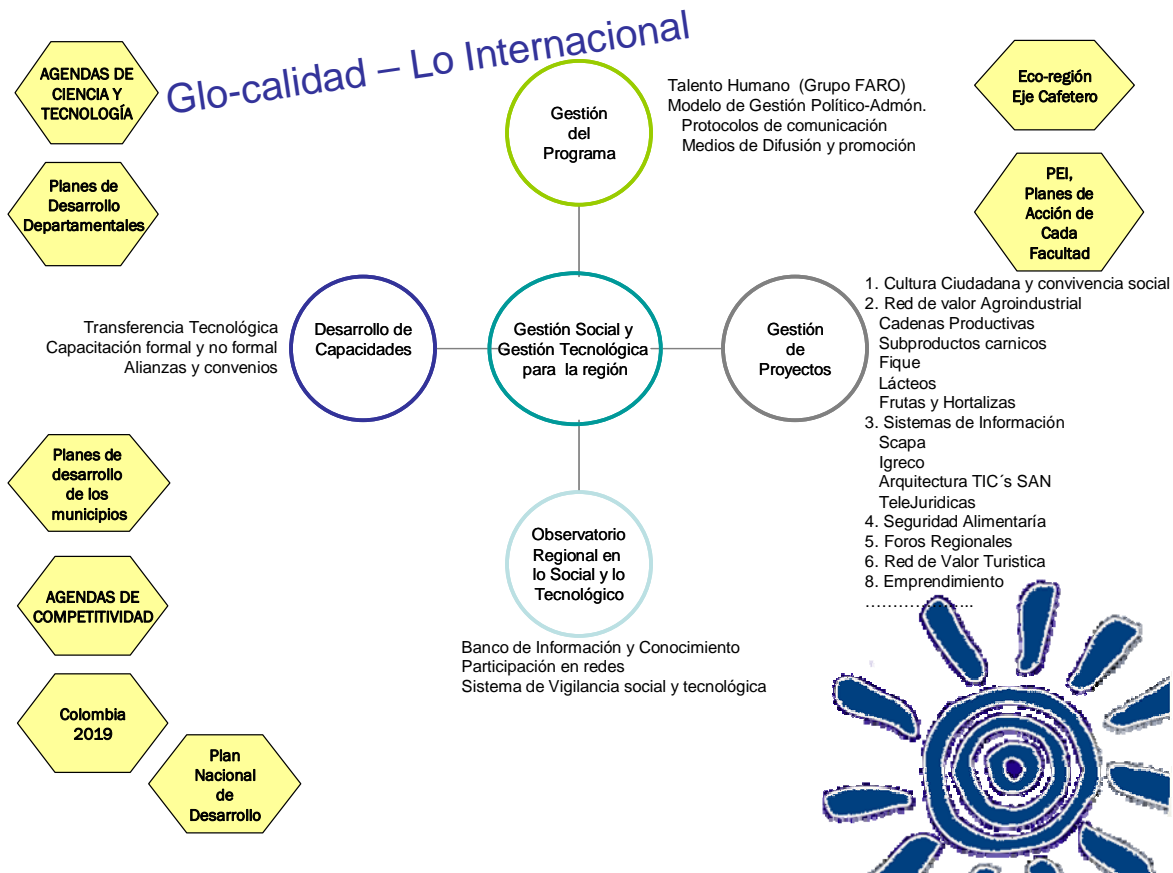 Glo-calidad – Lo Internacional
AGENDAS DE
CIENCIA Y
TECNOLOGÍA
Planes de
Desarrollo
Departamentales
Gestión
del
Programa
Talento Humano (Grupo FARO)
Modelo de Gestión Político-Admón.
Protocolos de comunicación
Medios de Difusión y promoción
Eco-región
Eje Cafetero
PEI,
Planes de
Acción de
Cada
Facultad
Transferencia Tecnológica
Capacitación formal y no formal
Alianzas y convenios
Desarrollo de
Capacidades
Gestión Social y
Gestión Tecnológica
para la región
Gestión
de
Proyectos
1. Cultura Ciudadana y convivencia social
2. Red de valor Agroindustrial
Cadenas Productivas
Subproductos carnicos
Fique
Lácteos
Frutas y Hortalizas
3. Sistemas de Información
Scapa
Igreco
Arquitectura TIC´s SAN
TeleJuridicas
4. Seguridad Alimentaría
5. Foros Regionales
6. Red de Valor Turistica
8. Emprendimiento
………………..
Planes de
desarrollo
de los
municipios
AGENDAS DE
COMPETITIVIDAD
Colombia
2019
Plan
Nacional
de
Desarrollo
Observatorio
Regional en
lo Social y lo
Tecnológico
Banco de Información y Conocimiento
Participación en redes
Sistema de Vigilancia social y tecnológica